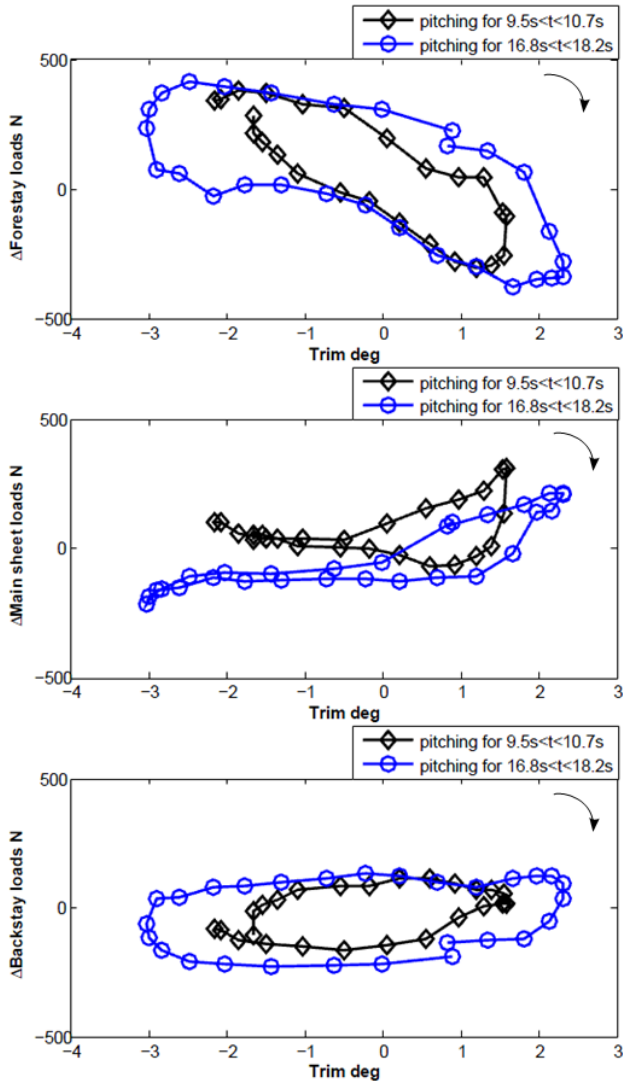 pitching for 9.5s<t<10.7s
pitching for 16.8s<t<18.2s
500
0
−500
−4 −3 −2 −1 0 1 2 3
ΔForestay loads N
Trim deg
pitching for 9.5s<t<10.7s
pitching for 16.8s<t<18.2s
500
0
−500
−4 −3 −2 −1 0 1 2 3
ΔMain sheet loads N
Trim deg
pitching for 9.5s<t<10.7s
pitching for 16.8s<t<18.2s
500
0
−500
−4 −3 −2 −1 0 1 2 3
ΔBackstay loads N
Trim deg